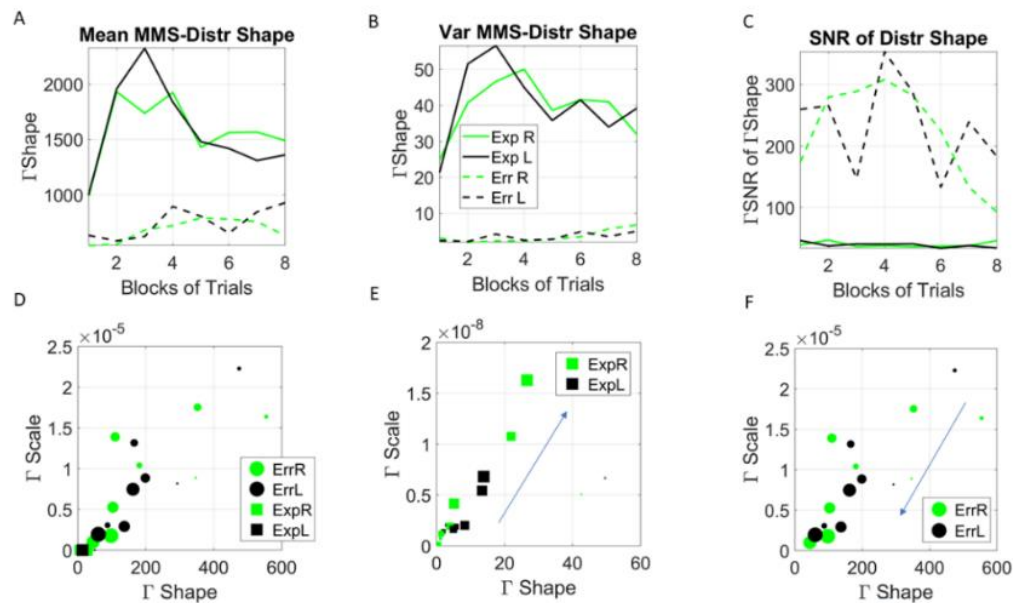 A
Mean MMS-Distr Shape
ΓShape
2000
1500
1000
2 4 6 8
Blocks of Trials
B
Var MMS-Distr Shape
ΓShape
50
40
30
20
10
Exp R
Exp L
Err R
Err L
2 4 6 8
Blocks of Trials
C
SNR of Distr Shape
ΓSNR of ΓShape
300
200
100
2 4 6 8
Blocks of Trials
D
×10-5
Γ Scale
2.5
2
1.5
1
0.5
0
0 200 400 600
Γ Shape
ErrR
ErrL
ExpR
ExpL
E
×10-8
Γ Scale
2
1.5
1
0.5
0
0 20 40 60
Γ Shape
ExpR
ExpL
F
×10-5
Γ Scale
2.5
2
1.5
1
0.5
0
0 200 400 600
Γ Shape
ErrR
ErrL